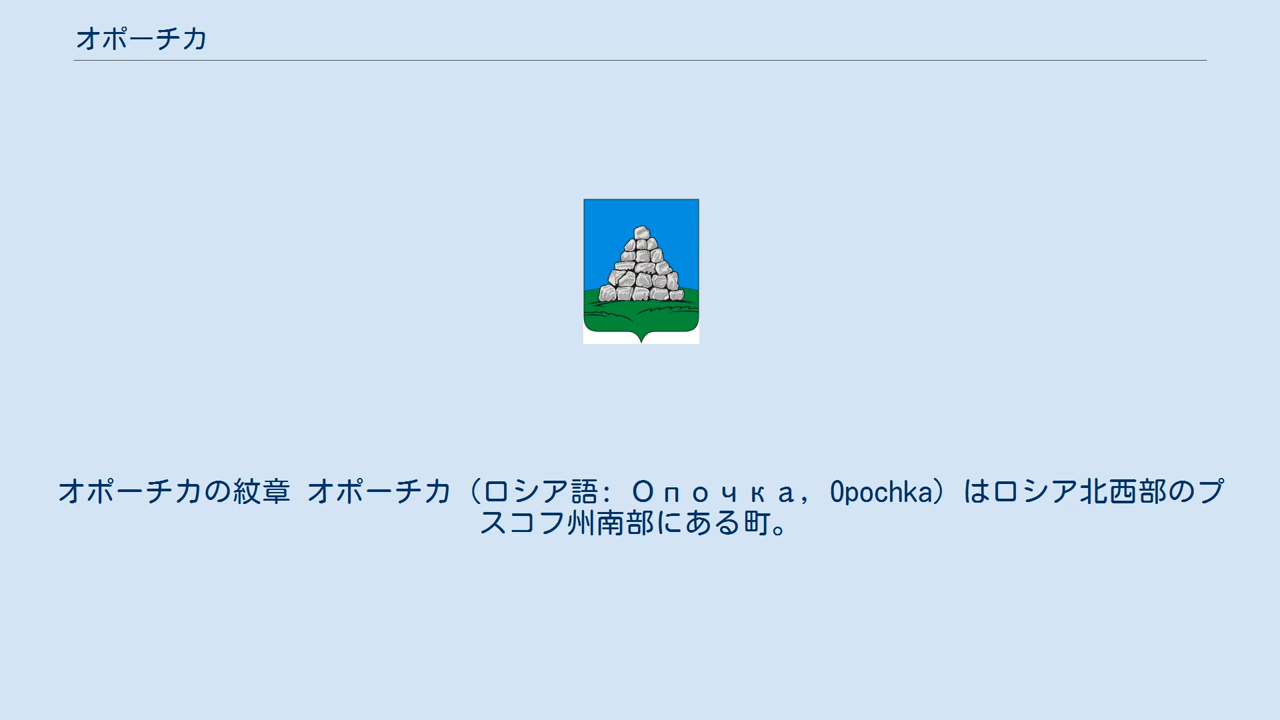 オポーチカ
オポーチカの紋章 オポーチカ（ロシア語: Опочка, Opochka）はロシア北西部のプ
スコフ州南部にある町。